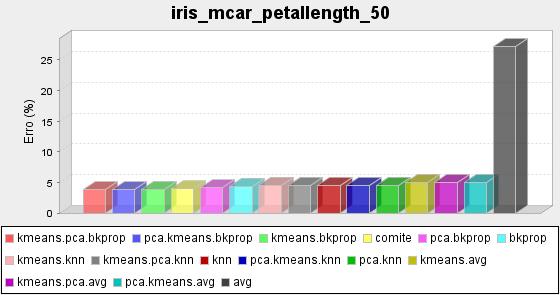 iris_mcar_petallength_50
Erro (%)
25
20
15
10
5
0
kmeans.pca.bkprop pca.kmeans.bkprop kmeans.bkprop comite pca.bkprop bkprop
kmeans.knn kmeans.pca.knn knn pca.kmeans.knn pca.knn kmeans.avg
kmeans.pca.avg pca.kmeans.avg avg